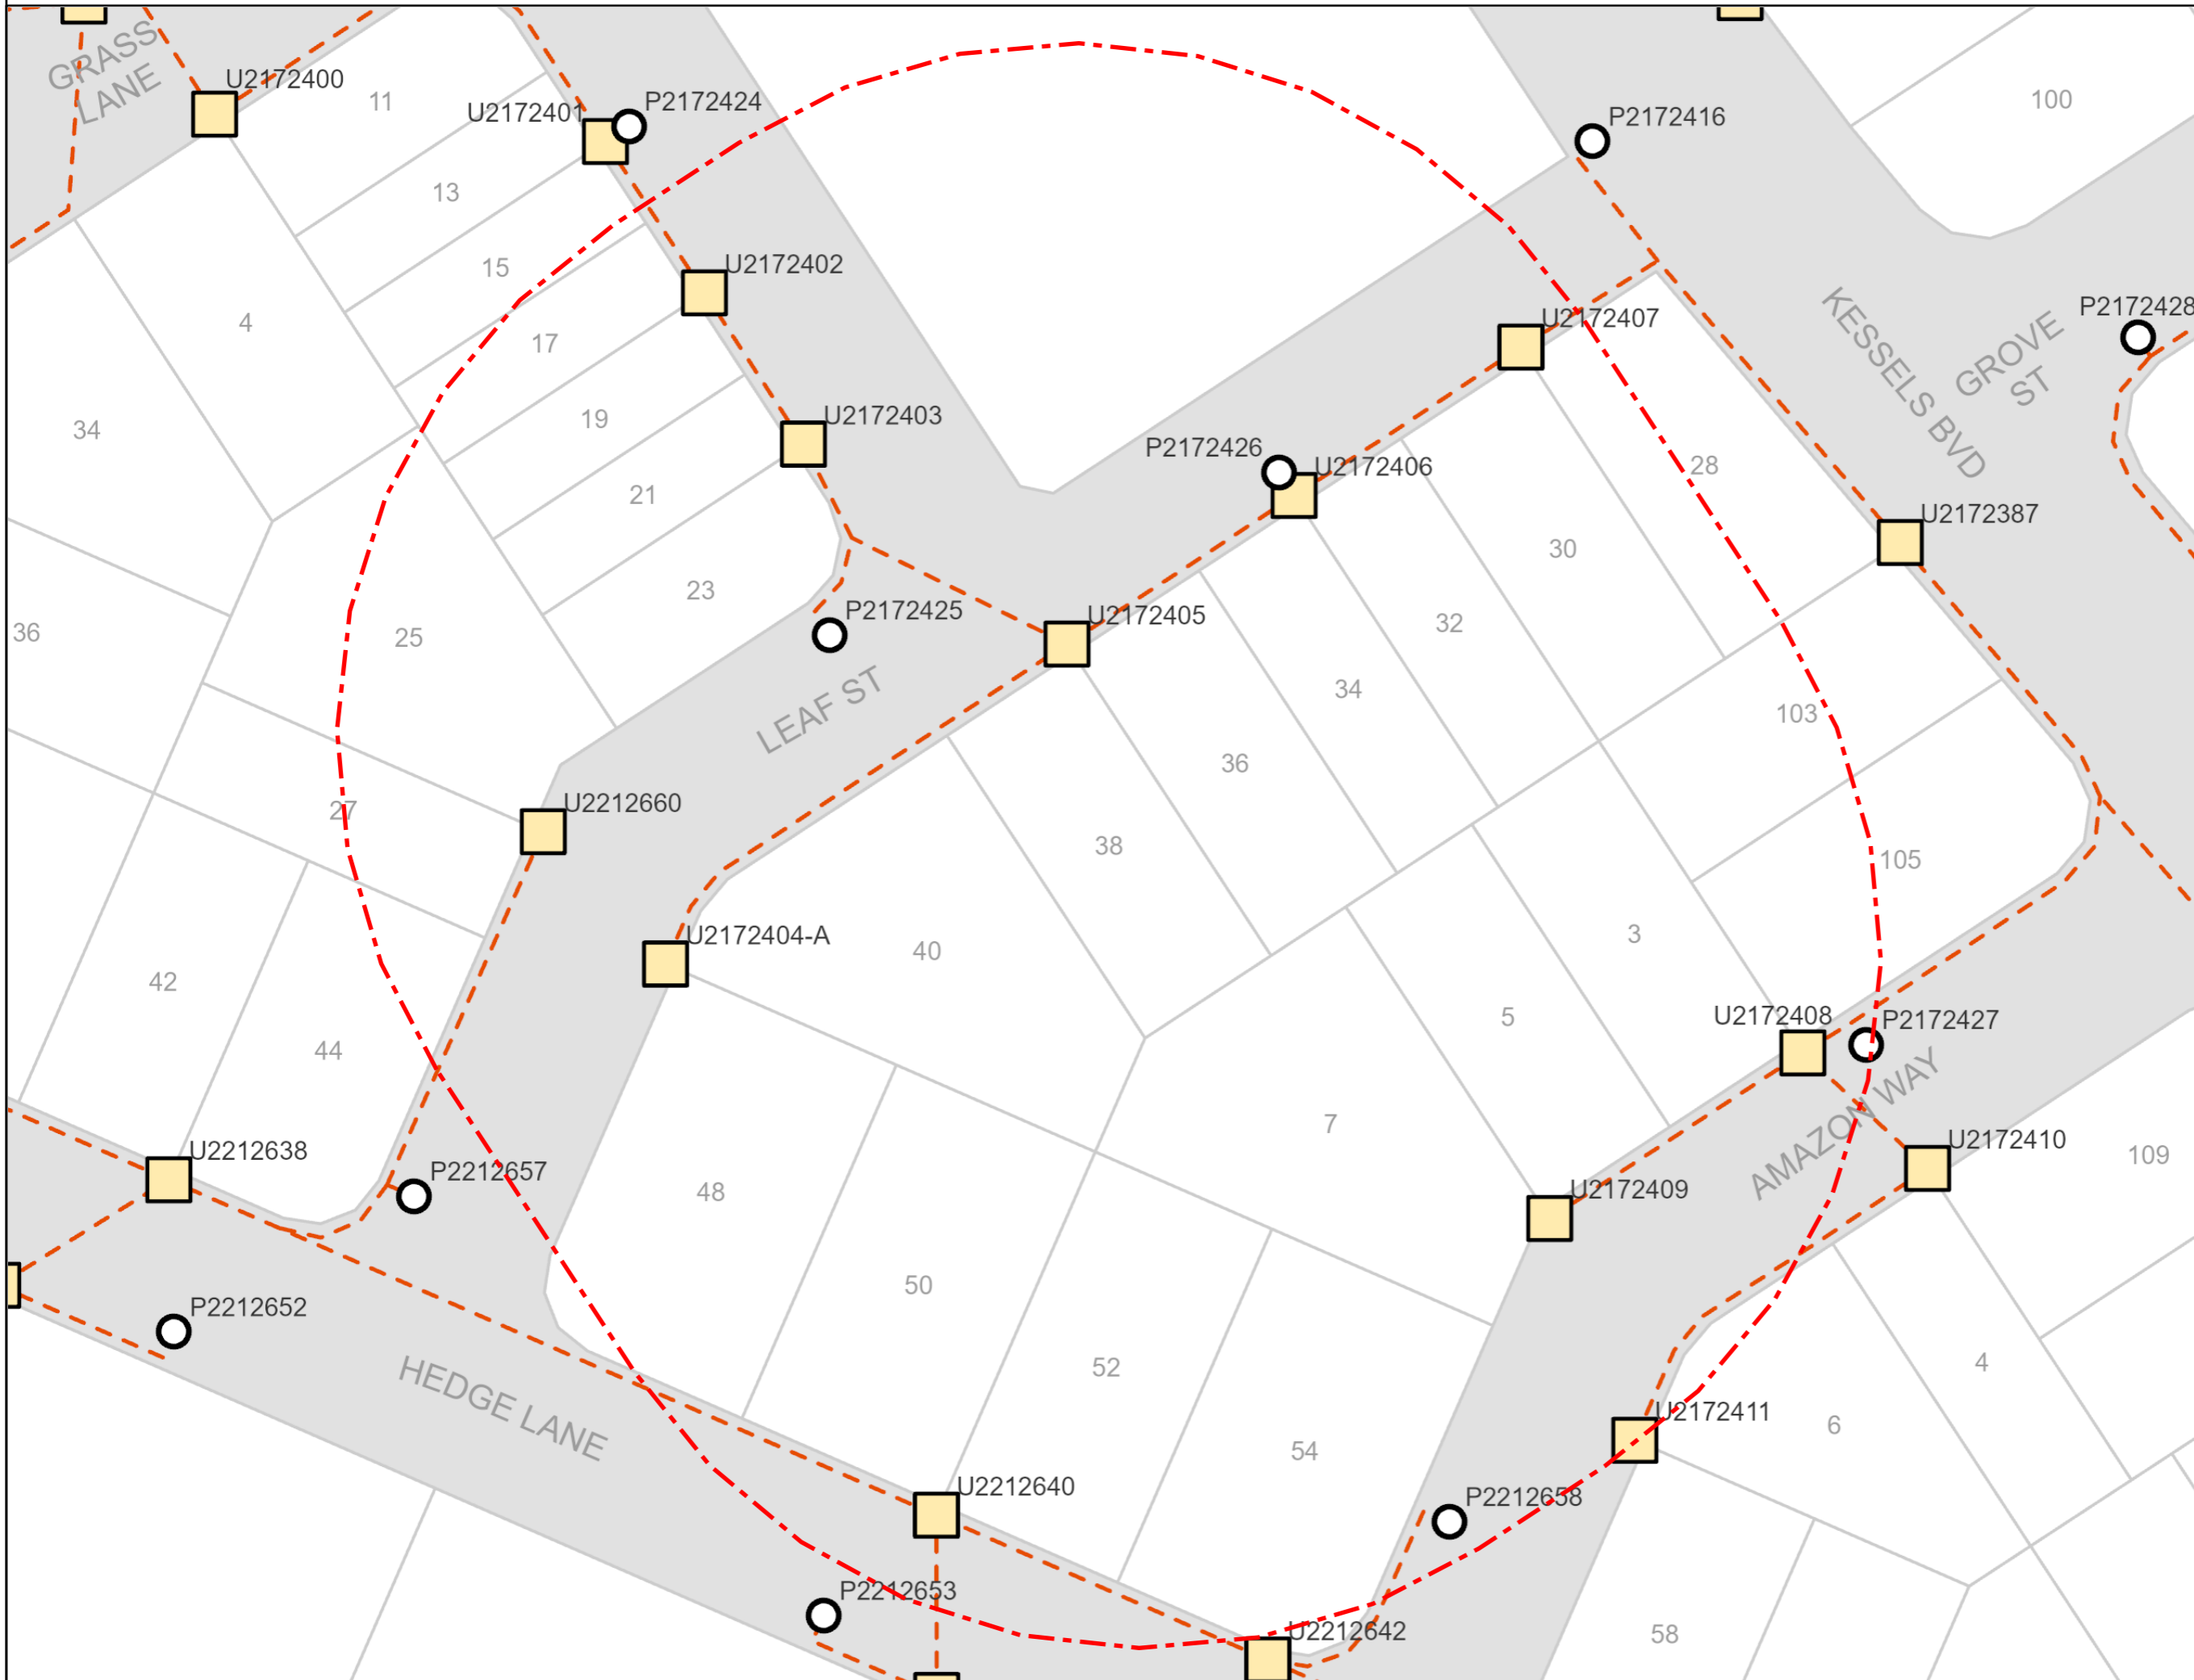 GRASS
LANE
U2172400
11
U2172401
P2172424
P2172416
100
13
15
U2172402
4
17
U2172407
P2172428
KESSELS BVD
GROVE
ST
34
19
U2172403
P2172426
U2172406
28
21
U2172387
30
23
P2172425
U2172405
36
25
32
LEAF ST
34
103
36
27
U2212660
38
105
U2172404-A
40
3
42
5
U2172408
P2172427
44
AMAZON WAY
7
U2212638
U2172410
109
P2212657
48
U2172409
50
P2212652
HEDGE LANE
52
4
U2172411
6
54
U2212640
P2212658
P2212653
U2212642
58